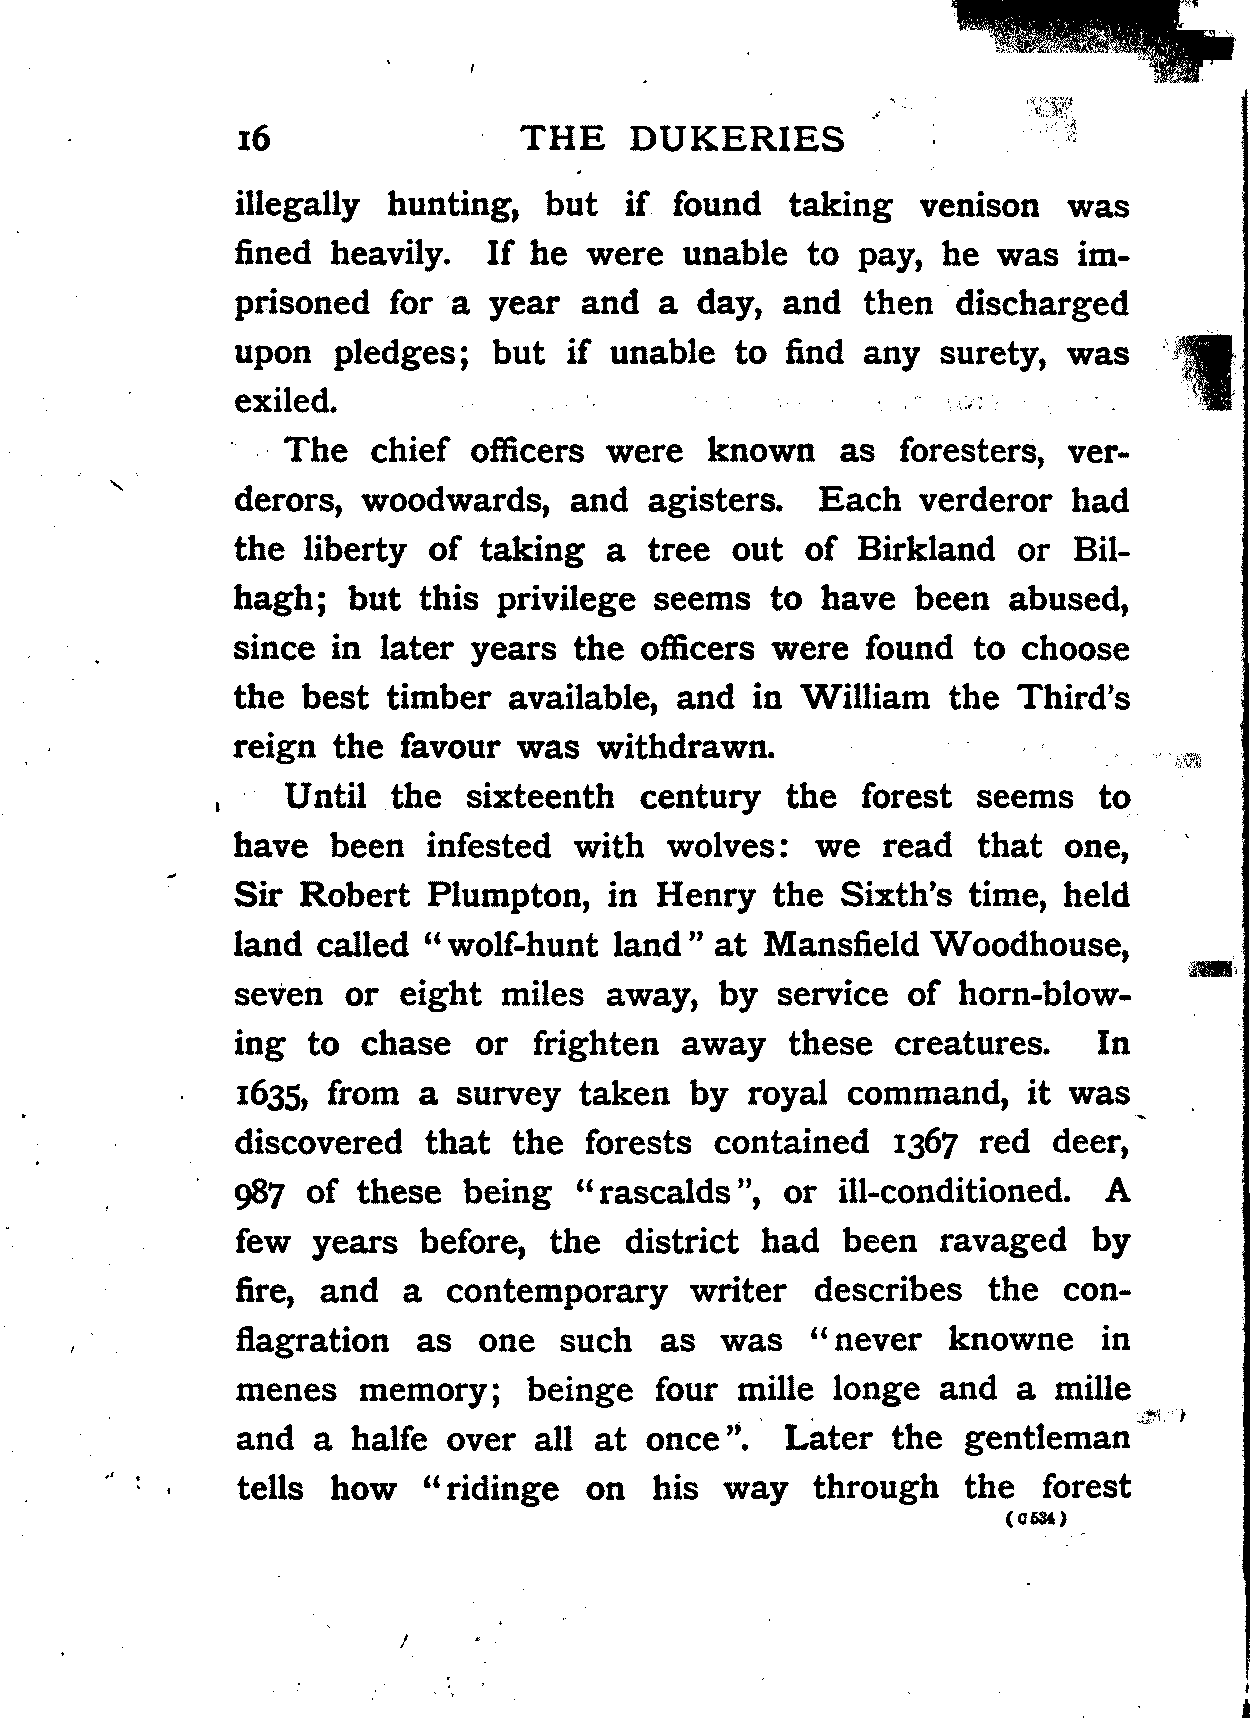 16 THE DUKERIES
illegally hunting, but if found taking venison was
fined heavily. If he were unable to pay, he was im-
prisoned for a year and a day, and then discharged
upon pledges; but if unable to find any surety, was
exiled.
The chief officers were known as foresters, ver-
derors, woodwards, and agisters. Each verderor had
the liberty of taking a tree out of Birkland or Bil-
hagh; but this privilege seems to have been abused,
since in later years the officers were found to choose
the best timber available, and in William the Third's
reign the favour was withdrawn.
Until the sixteenth century the forest seems to
have been infested with wolves: we read that one,
Sir Robert Plumpton, in Henry the Sixth's time, held
land called “wolf-hunt land” at Mansfield Woodhouse,
seven or eight miles away, by service of horn-blow-
ing to chase or frighten away these creatures. In
1635, from a survey taken by royal command, it was
discovered that the forests contained 1367 red deer,
987 of these being “rascalds”, or ill-conditioned. A
few years before, the district had been ravaged by
fire, and a contemporary writer describes the con-
flagration as one such as was “never knowne in
menes memory; beinge four mille longe and a mille
and a halfe over all at once”. Later the gentleman
tells how “ridinge on his way through the forest
(C 534)